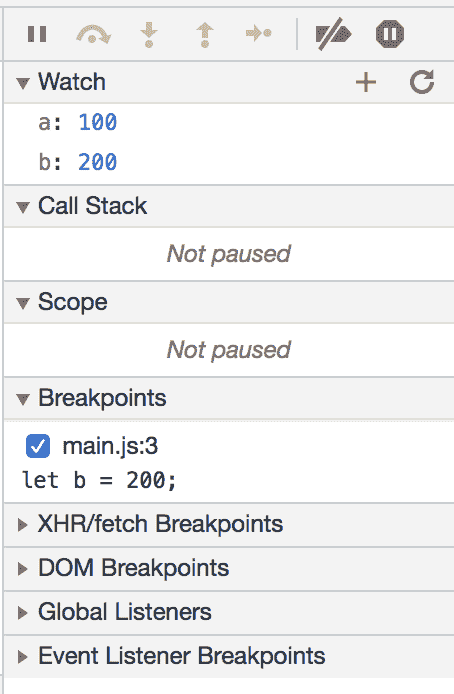 Watch
a: 100
b: 200
Call Stack
Not paused
Scope
Not paused
Breakpoints
main.js:3
let b = 200;
XHR/fetch Breakpoints
DOM Breakpoints
Global Listeners
Event Listener Breakpoints